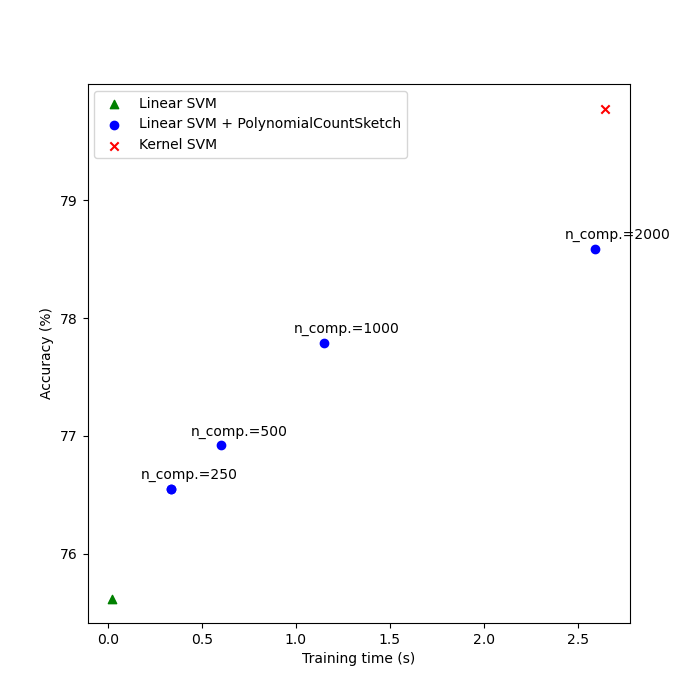 Linear SVM
Linear SVM + PolynomialCountSketch
Kernel SVM
79
n_comp.=2000
78
n_comp.=1000
77
n_comp.=500
n_comp.=250
76
Accuracy (%)
0.0 0.5 1.0 1.5 2.0 2.5
Training time (s)